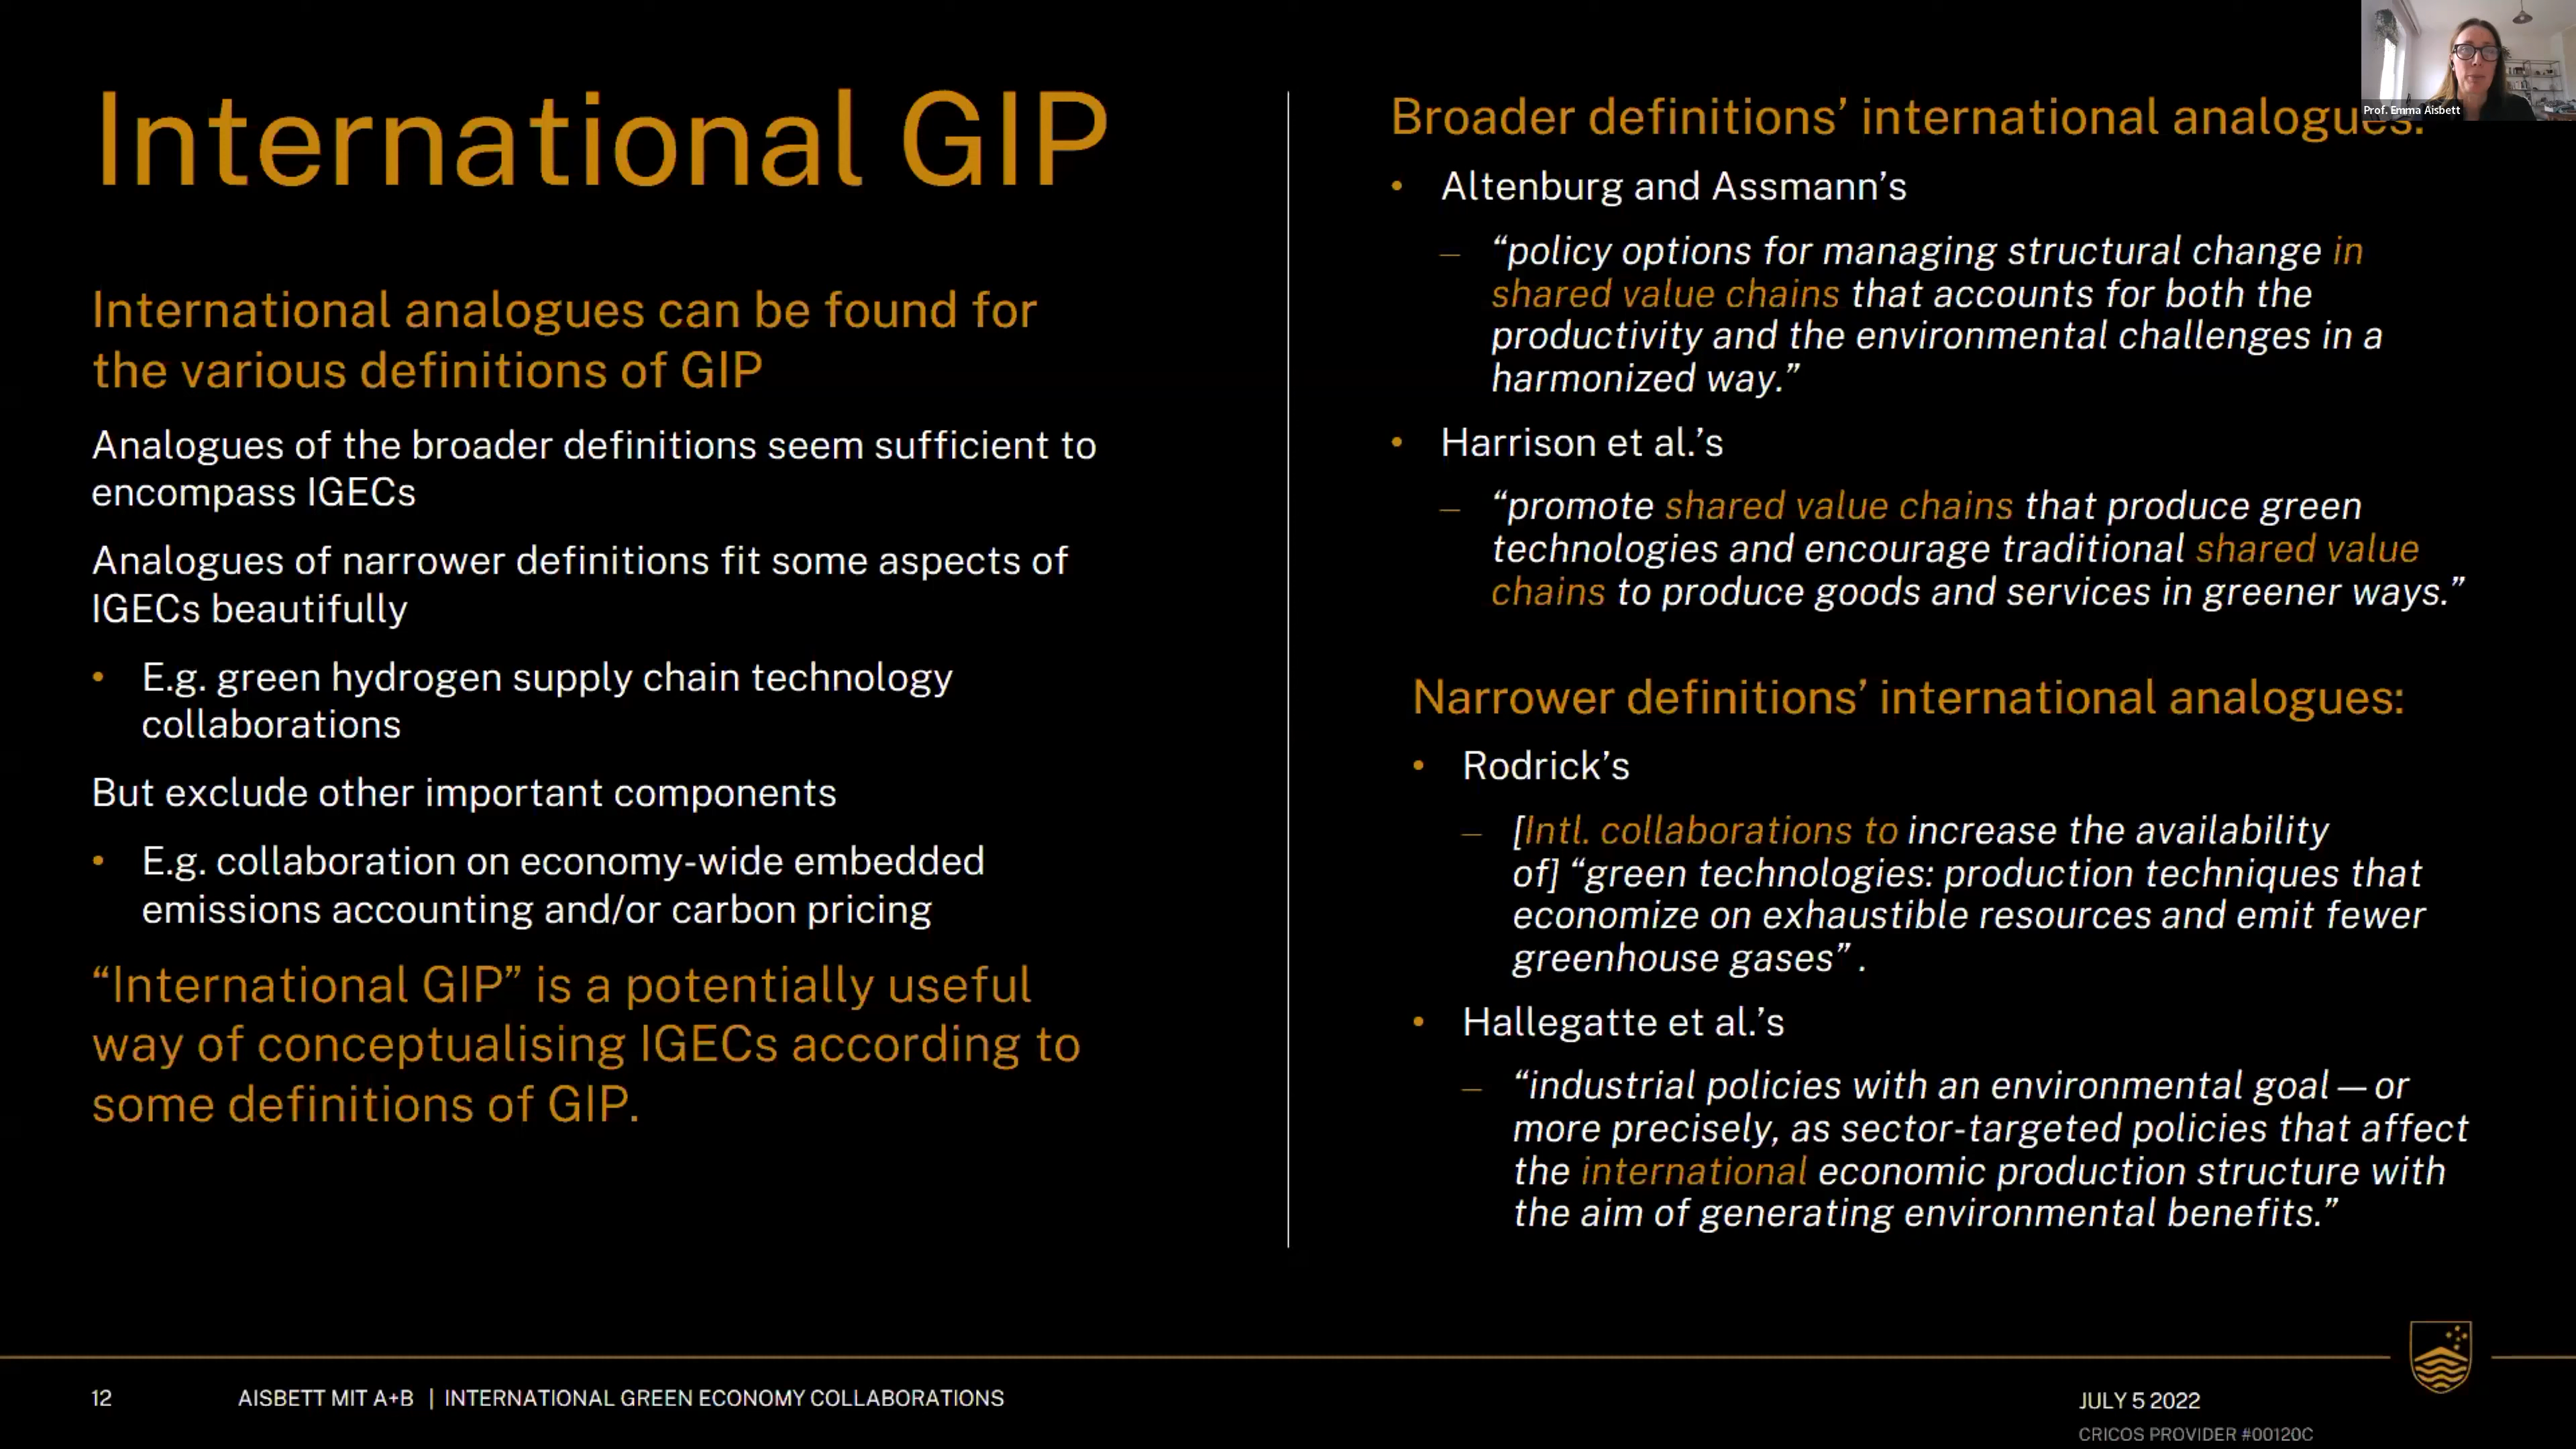 International GIP
International analogues can be found for
the various definitions of GIP
Analogues of the broader definitions seem sufficient to
encompass IGECs
Analogues of narrower definitions fit some aspects of
IGECs beautifully
• E.g. green hydrogen supply chain technology
collaborations
But exclude other important components
• E.g. collaboration on economy-wide embedded
emissions accounting and/or carbon pricing
“International GIP” is a potentially useful
way of conceptualising IGECs according to
some definitions of GIP.
Broader definitions’ international analogues:
• Altenburg and Assmann’s
– “policy options for managing structural change in
shared value chains that accounts for both the
productivity and the environmental challenges in a
harmonized way.”
• Harrison et al.’s
– “promote shared value chains that produce green
technologies and encourage traditional shared value
chains to produce goods and services in greener ways.”
Narrower definitions’ international analogues:
• Rodrick’s
– [Intl. collaborations to increase the availability
of] “green technologies: production techniques that
economize on exhaustible resources and emit fewer
greenhouse gases” .
• Hallegatte et al.’s
– “industrial policies with an environmental goal—or
more precisely, as sector-targeted policies that affect
the international economic production structure with
the aim of generating environmental benefits.”
Prof. Emma Aisbett
12 AISBETT MIT A+B | INTERNATIONAL GREEN ECONOMY COLLABORATIONS
JULY 5 2022
CRICOS PROVIDER #00120C